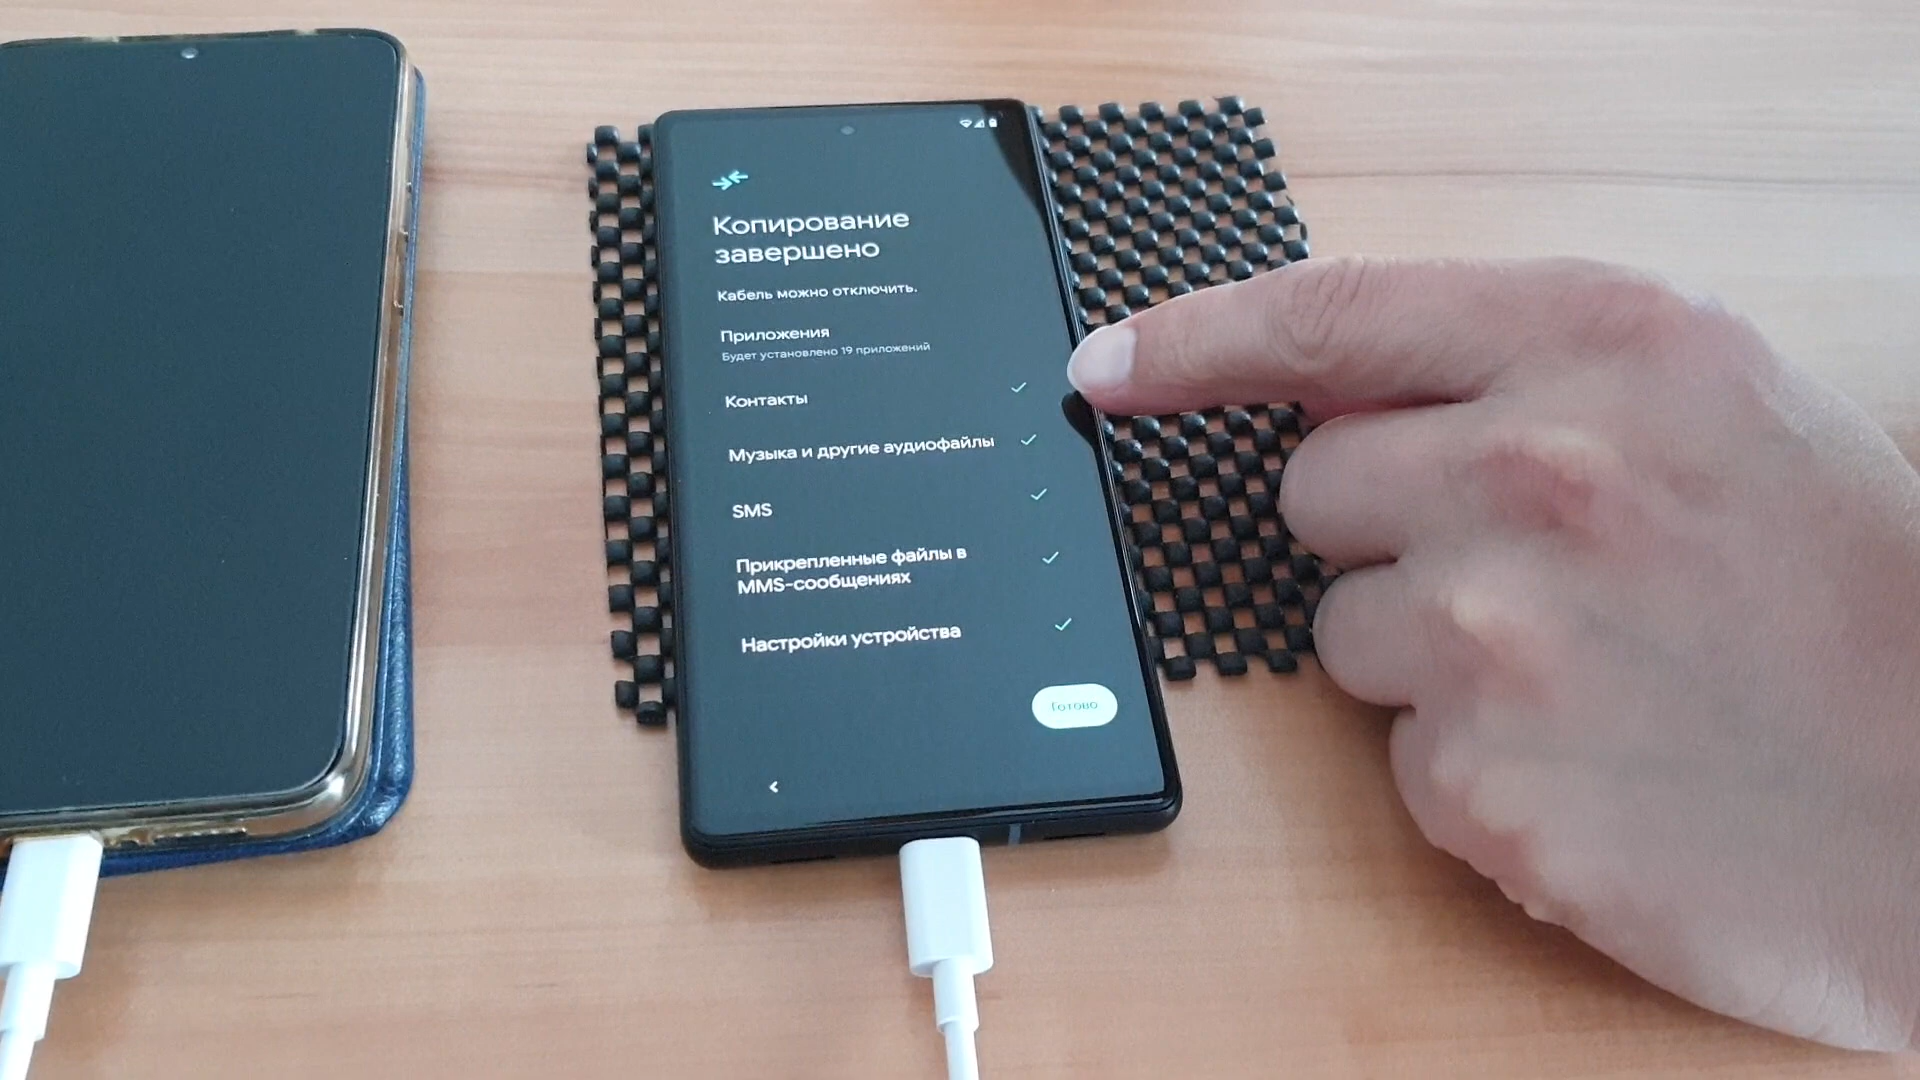 Копирование
завершено
Кабель можно отключить.
Приложения
Будет установлено 19 приложений
Контакты
Музыка и другие аудиофайлы
SMS
Прикрепленные файлы в
MMS-сообщениях
Настройки устройства
Готово